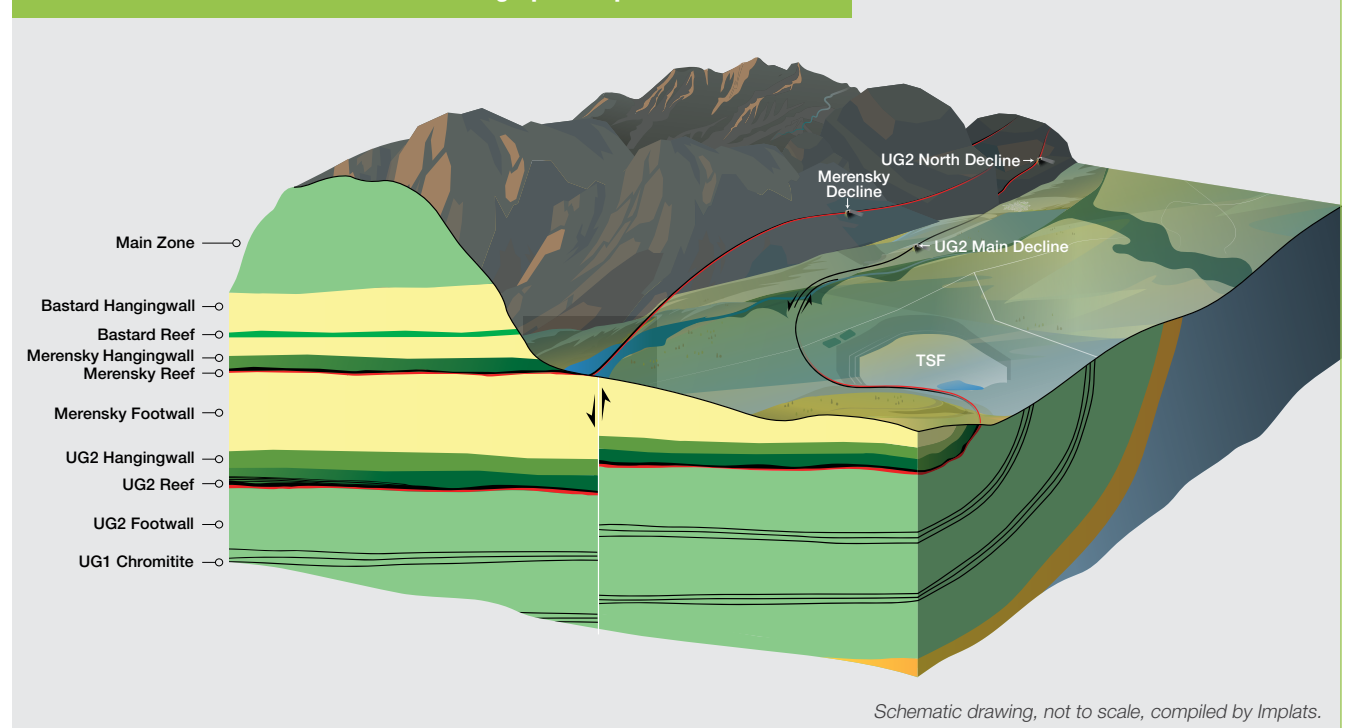 UG2 North Decline
Merensky
Decline
UG2 Main Decline
Main Zone
Bastard Hangingwall
Bastard Reef
Merensky Hangingwall
Merensky Reef
TSF
Merensky Footwall
UG2 Hangingwall
UG2 Reef
UG2 Footwall
UG1 Chromitite
Schematic drawing, not to scale, compiled by Implats.